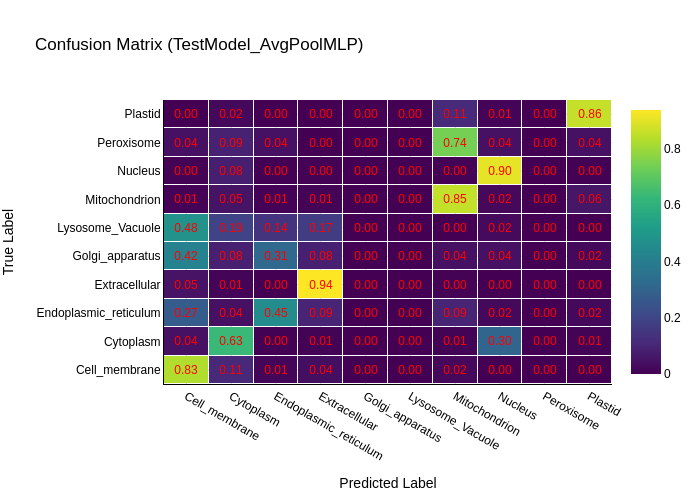 Confusion Matrix (TestModel_AvgPoolMLP)
True Label
Plastid 0.00 0.02 0.00 0.00 0.00 0.00 0.11 0.01 0.00 0.86
Peroxisome 0.04 0.09 0.04 0.00 0.00 0.00 0.74 0.04 0.00 0.04
Nucleus 0.00 0.08 0.00 0.00 0.00 0.00 0.00 0.90 0.00 0.00
Mitochondrion 0.01 0.05 0.01 0.01 0.00 0.00 0.85 0.02 0.00 0.06
Lysosome_Vacuole 0.48 0.19 0.14 0.17 0.00 0.00 0.00 0.02 0.00 0.00
Golgi_apparatus 0.42 0.08 0.31 0.08 0.00 0.00 0.04 0.04 0.00 0.02
Extracellular 0.05 0.01 0.00 0.94 0.00 0.00 0.00 0.00 0.00 0.00
Endoplasmic_reticulum 0.27 0.04 0.45 0.09 0.00 0.00 0.09 0.02 0.00 0.02
Cytoplasm 0.04 0.63 0.00 0.01 0.00 0.00 0.01 0.30 0.00 0.01
Cell_membrane 0.83 0.11 0.01 0.04 0.00 0.00 0.02 0.00 0.00 0.00
Cell_membrane
Cytoplasm
Endoplasmic_reticulum
Extracellular
Golgi_apparatus
Lysosome_Vacuole
Mitochondrion
Nucleus
Peroxisome
Plastid
Predicted Label
0.8
0.6
0.4
0.2
0